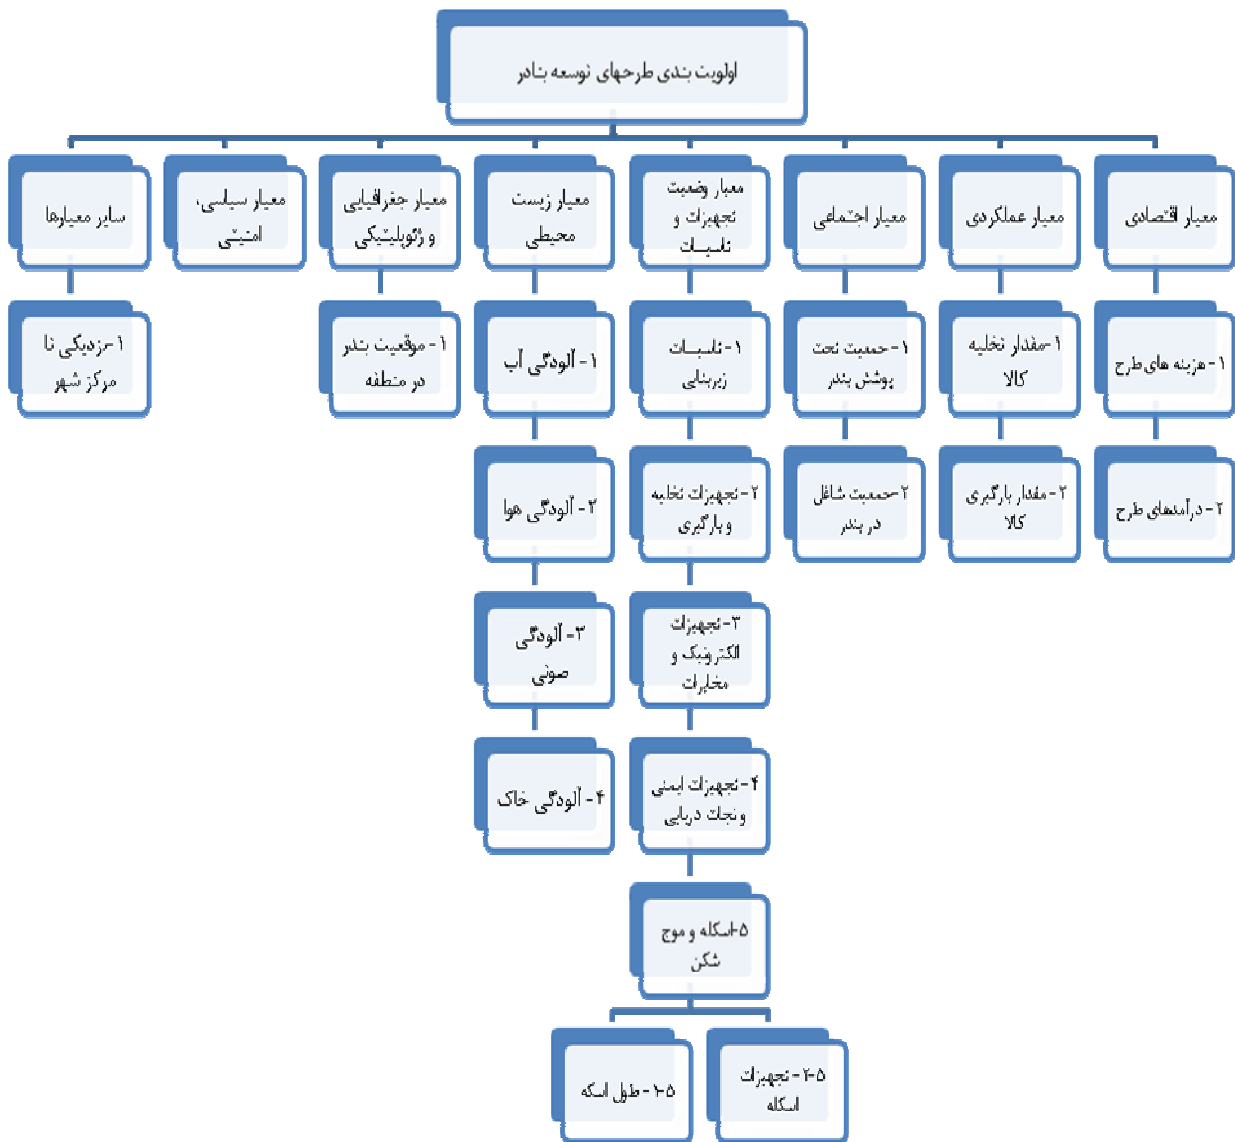 اولویت بندی طرحهای توسعه بنادر
معیار اقتصادی
معیار عملکردی
معیار اجتماعی
معیار وضعیت
تجهیزات و
تاسیسات
معیار زیست
محیطی
معیار جغرافیایی
و ژئوپلیتیکی
معیار سیاسی،
امنیتی
سایر معیارها
۱- هزینه های طرح
۱-مقدار تخلیه
کالا
۱- جمعیت تحت
پوشش بندر
۱- تاسیسات
زیربنایی
۱- آلودگی آب
۱- موقعیت بندر
در منطقه
۱-نزدیکی تا
مرکز شهر
۲- درآمدهای طرح
۲- مقدار بارگیری
کالا
۲-جمعیت شاغل
در بندر
۲- تجهیزات تخلیه
و بارگیری
۲- آلودگی هوا
۳- تجهیزات
الکترونیک و
مخابرات
۳- آلودگی
صوتی
۴- تجهیزات ایمنی
و نجات دریایی
۴- آلودگی خاک
۵-اسکله و موج
شکن
۲-۵- تجهیزات
اسکله
۱-۵- طول اسکه